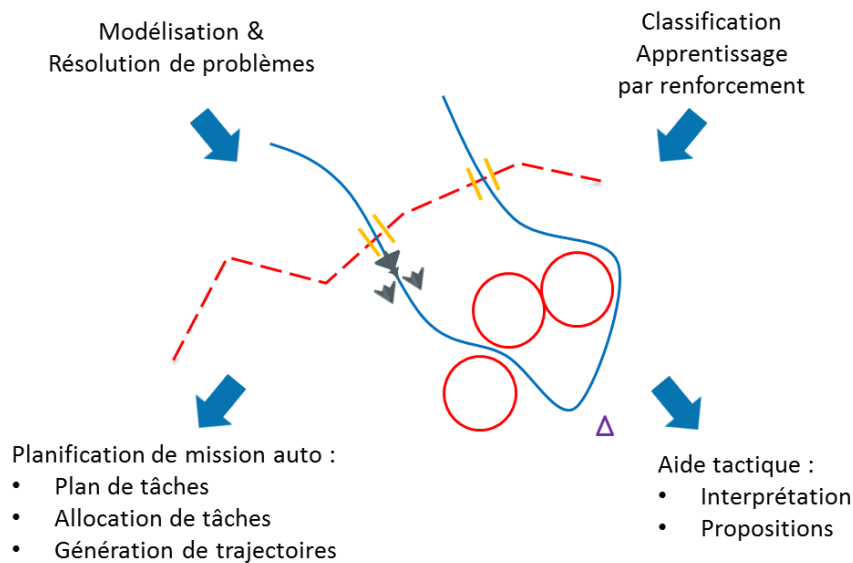 Modélisation &
Résolution de problèmes
Classification
Apprentissage
par renforcement
Planification de mission auto :
• Plan de tâches
• Allocation de tâches
• Génération de trajectoires
Aide tactique :
• Interprétation
• Propositions